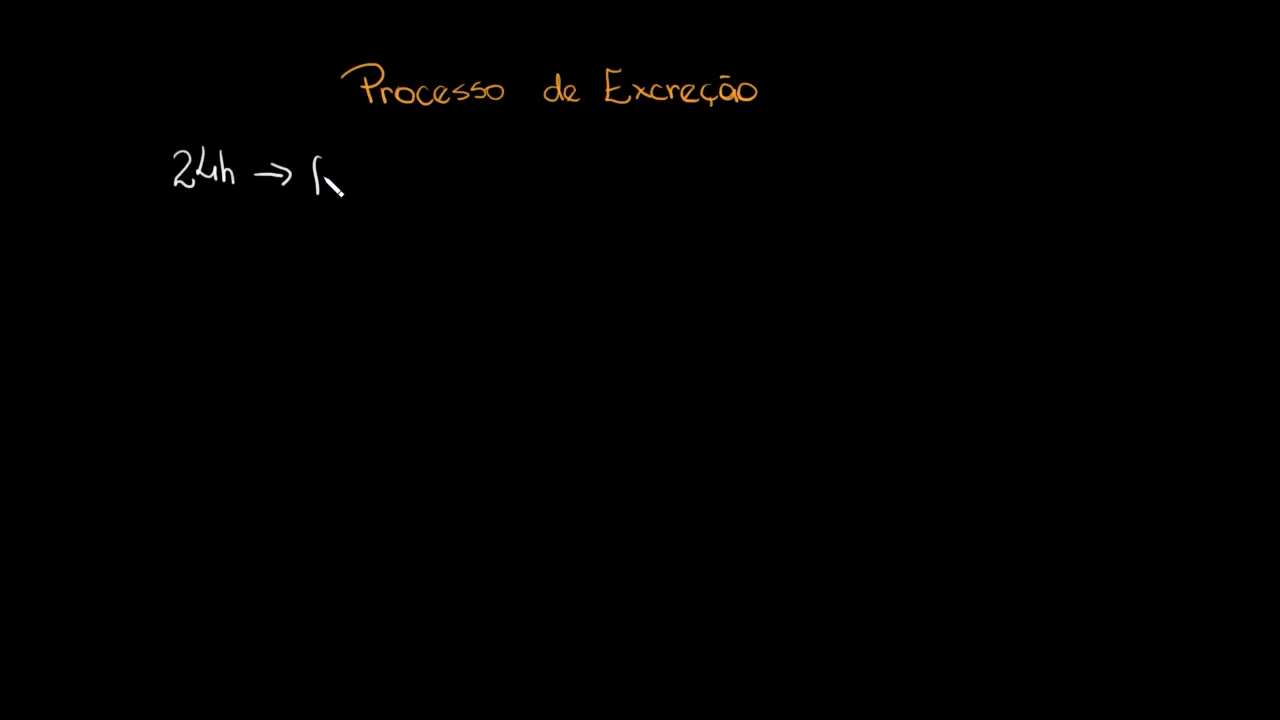 Processo de Excreção
24h →